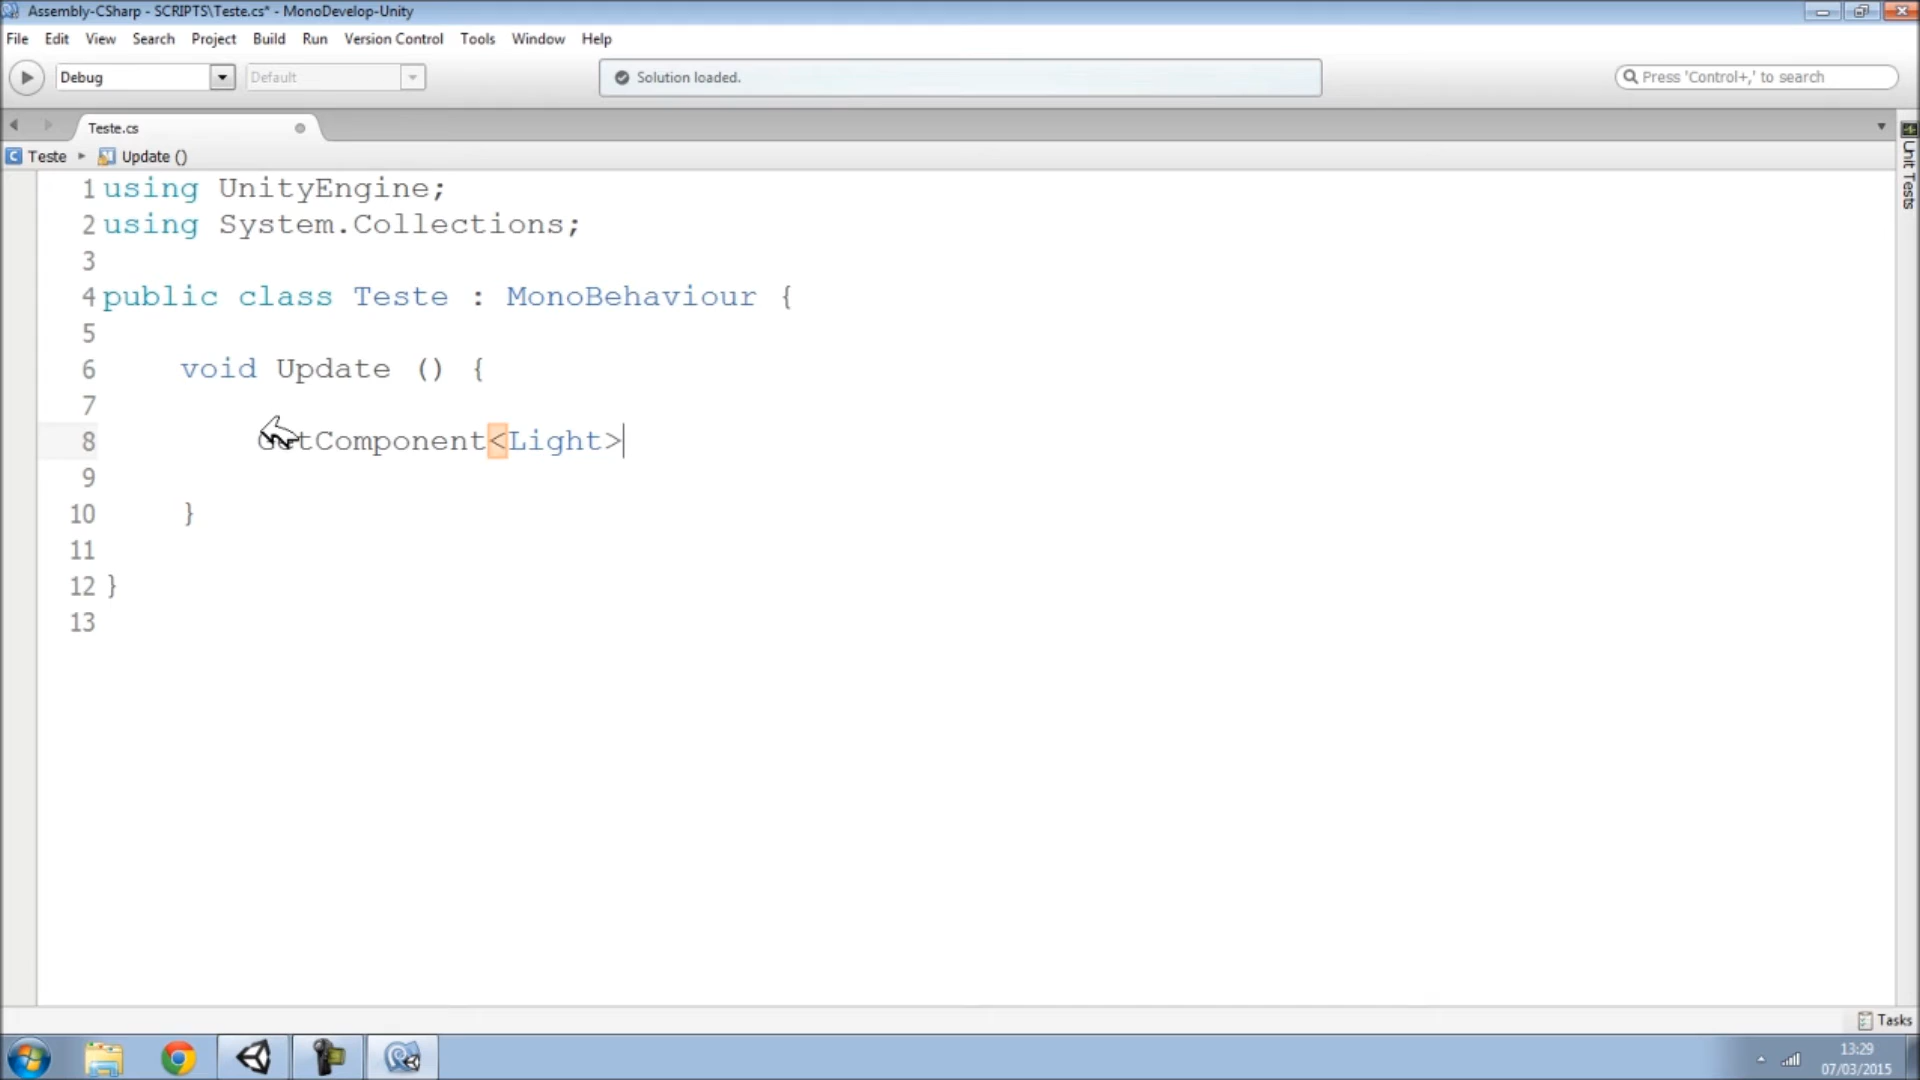 Assembly-CSharp - SCRIPTS\Teste.cs* - MonoDevelop-Unity
File Edit View Search Project Build Run Version Control Tools Window Help
Debug Default Solution loaded. Press 'Control+,' to search
Teste.cs
Teste Update ()
Unit Tests
1 using UnityEngine;
2 using System.Collections;
3
4 public class Teste : MonoBehaviour {
5
6 void Update () {
7
8 GetComponent<Light>
9
10 }
11
12 }
13
Tasks
13:29
07/03/2015